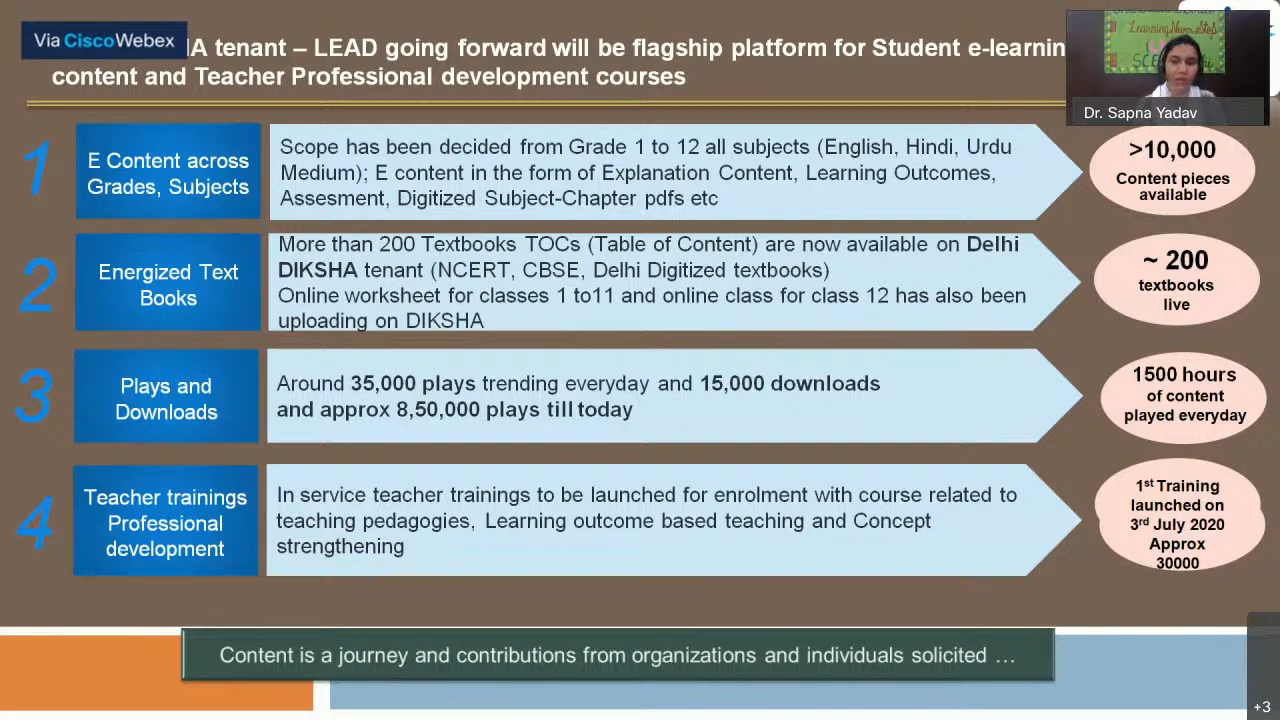 Via Cisco Webex
IA tenant – LEAD going forward will be flagship platform for Student e-learnin
content and Teacher Professional development courses
Learning Never Stop
Dr. Sapna Yadav
1
E Content across
Grades, Subjects
Scope has been decided from Grade 1 to 12 all subjects (English, Hindi, Urdu
Medium); E content in the form of Explanation Content, Learning Outcomes,
Assesment, Digitized Subject-Chapter pdfs etc
>10,000
Content pieces
available
2
Energized Text
Books
More than 200 Textbooks TOCs (Table of Content) are now available on Delhi
DIKSHA tenant (NCERT, CBSE, Delhi Digitized textbooks)
Online worksheet for classes 1 to11 and online class for class 12 has also been
uploading on DIKSHA
~ 200
textbooks
live
3
Plays and
Downloads
Around 35,000 plays trending everyday and 15,000 downloads
and approx 8,50,000 plays till today
1500 hours
of content
played everyday
4
Teacher trainings
Professional
development
In service teacher trainings to be launched for enrolment with course related to
teaching pedagogies, Learning outcome based teaching and Concept
strengthening
1st Training
launched on
3rd July 2020
Approx
30000
Content is a journey and contributions from organizations and individuals solicited …
+3